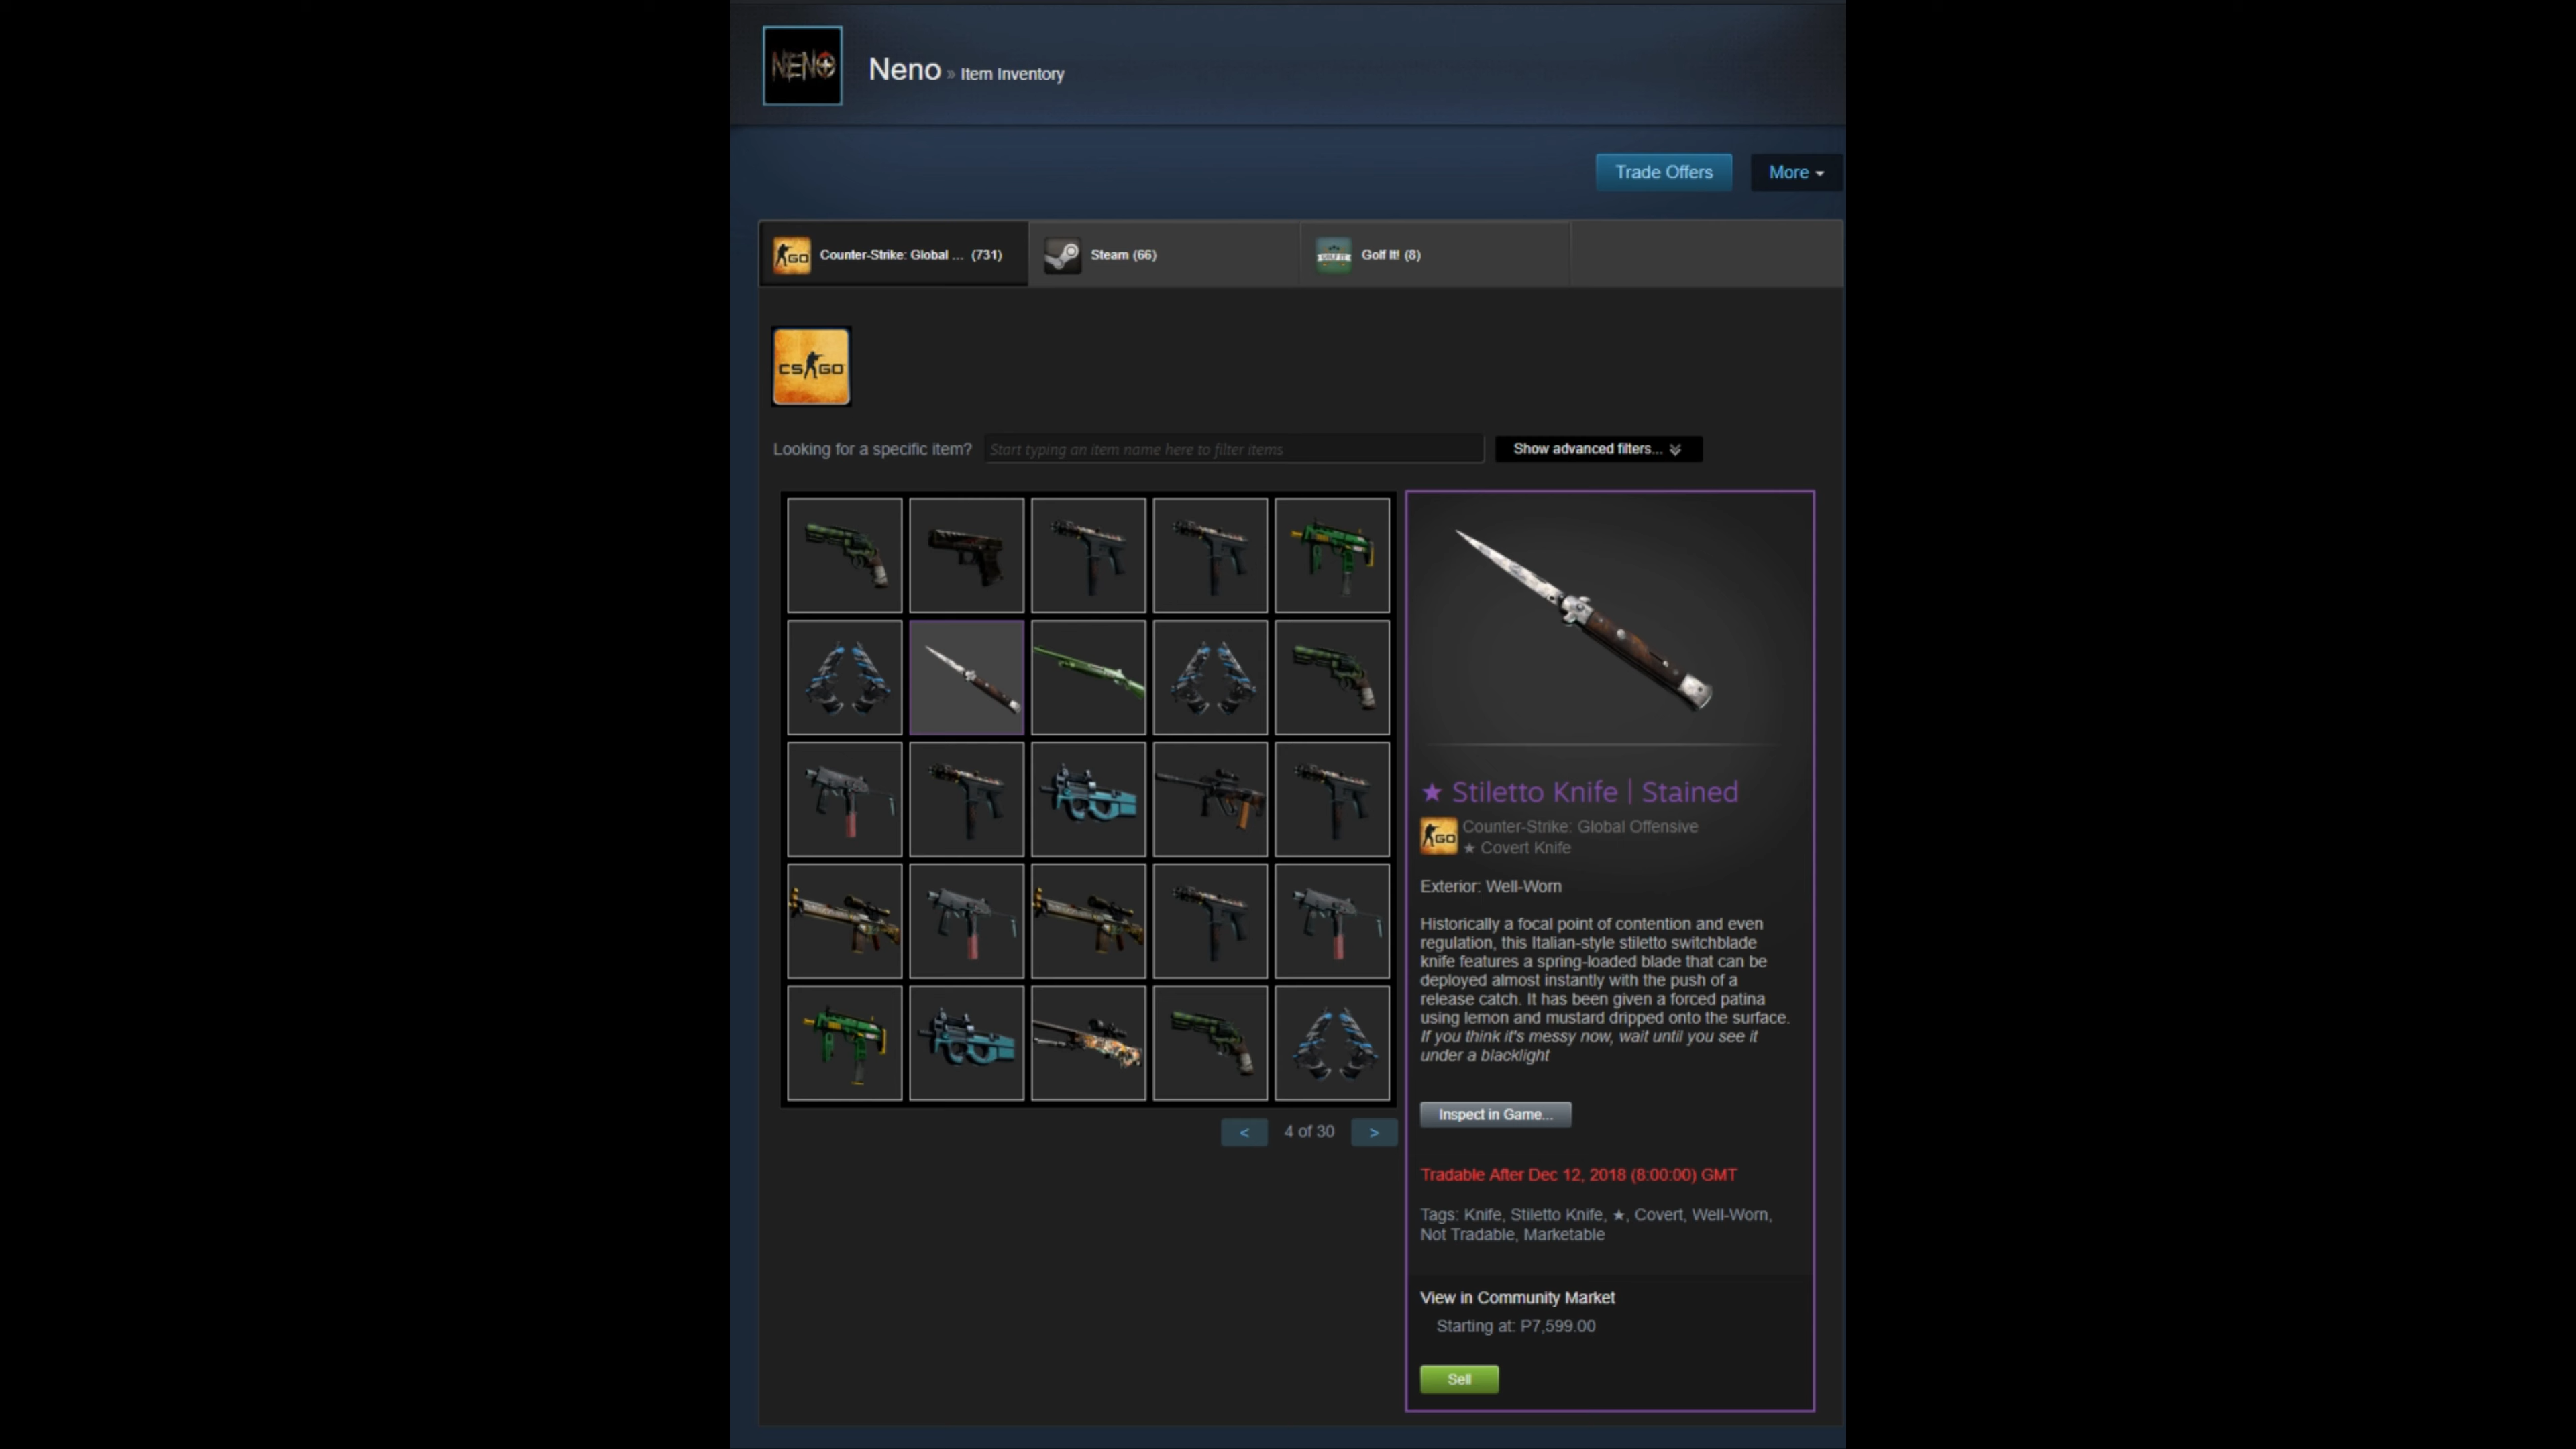 NENO
Neno » Item Inventory
Trade Offers
More
GO
Counter-Strike: Global ... (731)
Steam (66)
GOLF IT!
Golf It! (8)
CS GO
Looking for a specific item?
Start typing an item name here to filter items
Show advanced filters...
★ Stiletto Knife | Stained
GO
Counter-Strike: Global Offensive
★ Covert Knife
Exterior: Well-Worn
Historically a focal point of contention and even
regulation, this Italian-style stiletto switchblade
knife features a spring-loaded blade that can be
deployed almost instantly with the push of a
release catch. It has been given a forced patina
using lemon and mustard dripped onto the surface.
If you think it's messy now, wait until you see it
under a blacklight
< 4 of 30 >
Inspect in Game...
Tradable After Dec 12, 2018 (8:00:00) GMT
Tags: Knife, Stiletto Knife, ★, Covert, Well-Worn,
Not Tradable, Marketable
View in Community Market
Starting at: P7,599.00
Sell